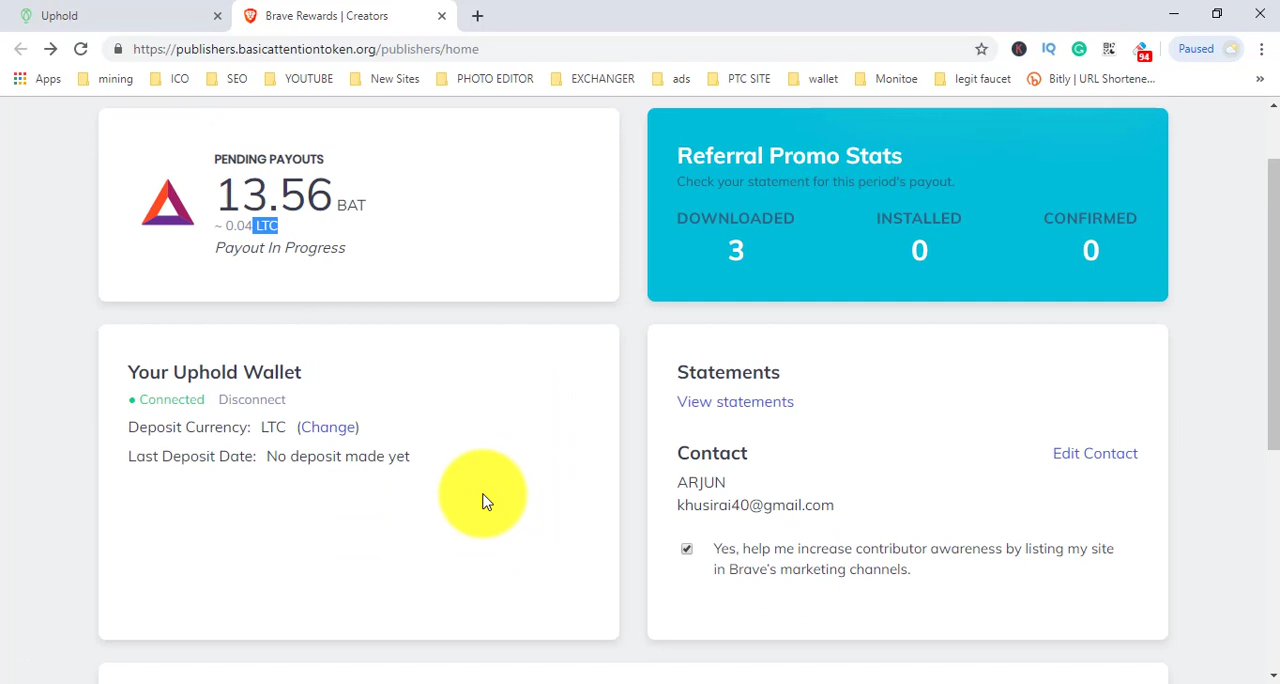 Uphold
Brave Rewards | Creators
https://publishers.basicattentiontoken.org/publishers/home
K
IQ
G
94
Paused
Apps
mining
ICO
SEO
YOUTUBE
New Sites
PHOTO EDITOR
EXCHANGER
ads
PTC SITE
wallet
Monitoe
legit faucet
Bitly | URL Shortene...
»
PENDING PAYOUTS
13.56 BAT
~ 0.04 LTC
Payout In Progress
Referral Promo Stats
Check your statement for this period's payout.
DOWNLOADED INSTALLED CONFIRMED
3 0 0
Your Uphold Wallet
● Connected Disconnect
Deposit Currency: LTC (Change)
Last Deposit Date: No deposit made yet
Statements
View statements
Contact Edit Contact
ARJUN
khusirai40@gmail.com
Yes, help me increase contributor awareness by listing my site
in Brave's marketing channels.